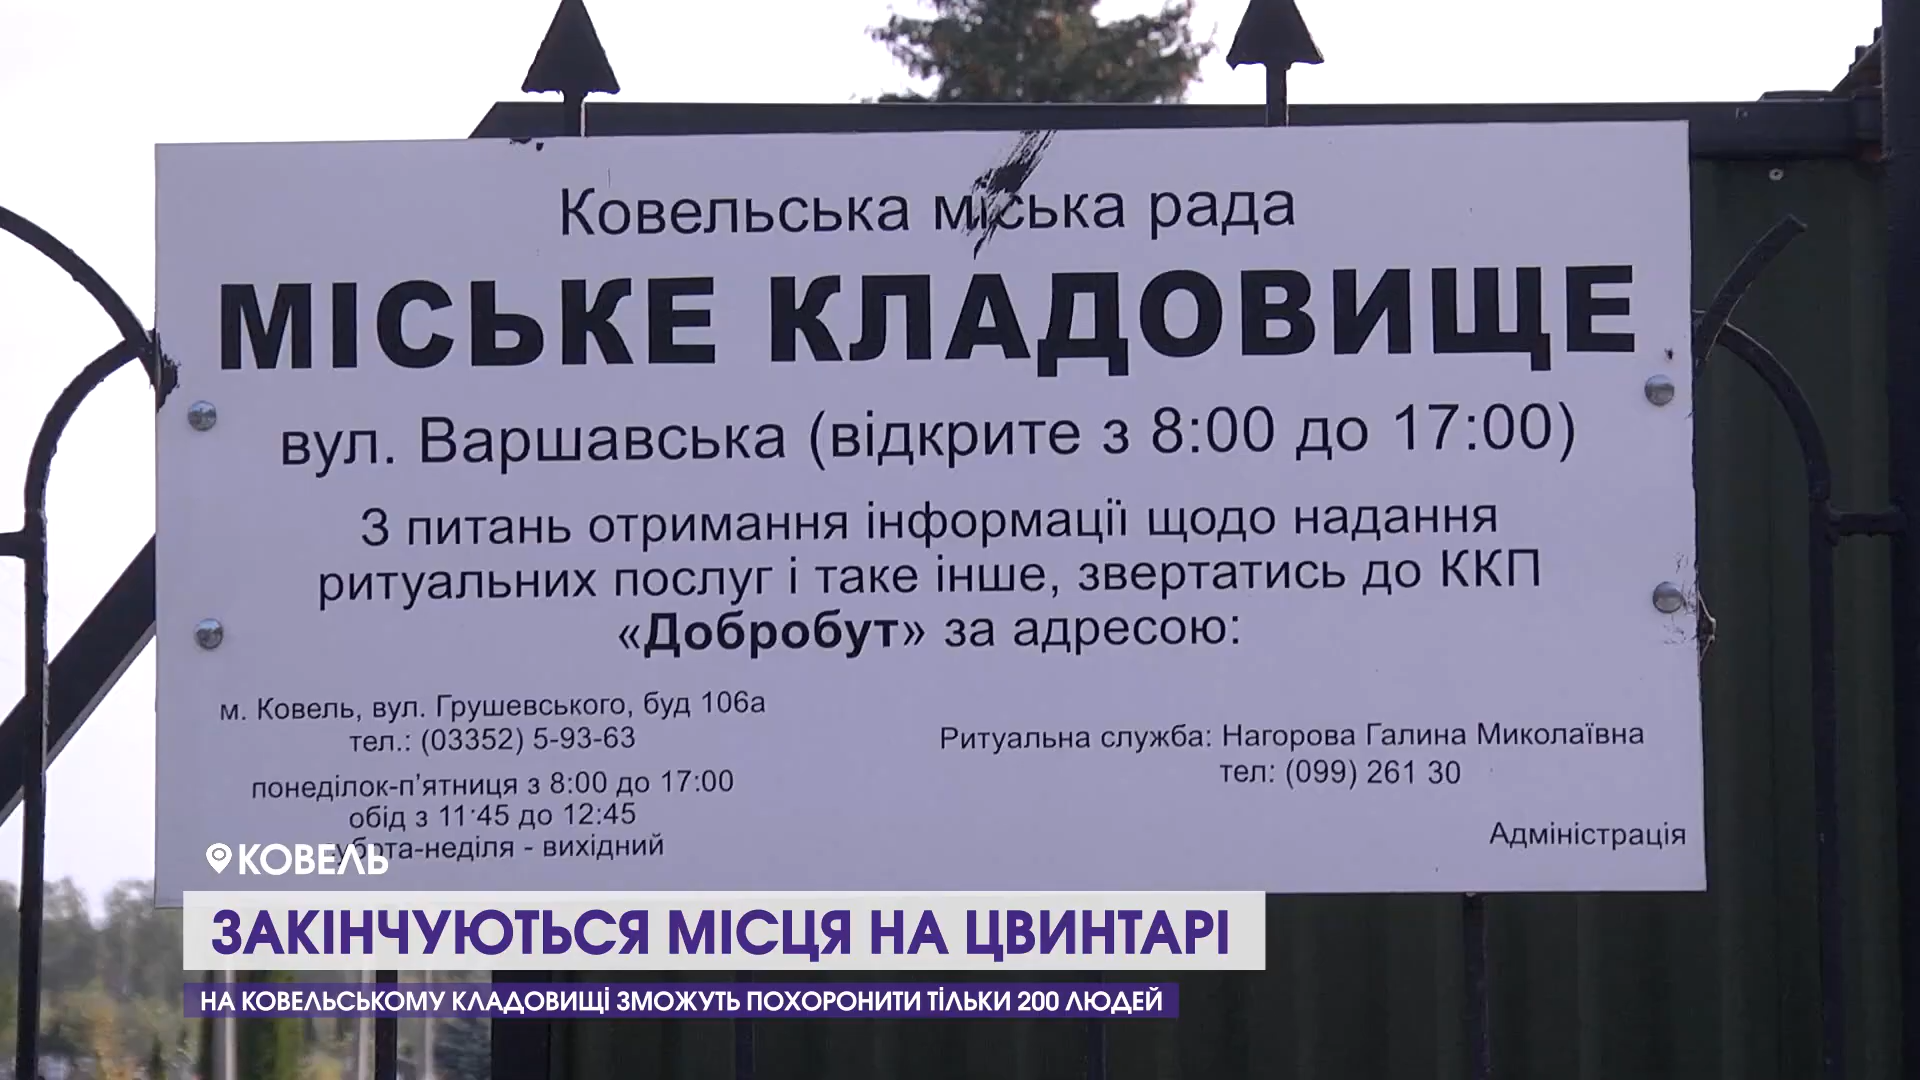 Ковельська міська рада
МІСЬКЕ КЛАДОВИЩЕ
вул. Варшавська (відкрите з 8:00 до 17:00)
З питань отримання інформації щодо надання
ритуальних послуг і таке інше, звертатись до ККП
«Добробут» за адресою:
м. Ковель, вул. Грушевського, буд 106а
тел.: (03352) 5-93-63
понеділок-п’ятниця з 8:00 до 17:00
обід з 11:45 до 12:45
субота-неділя - вихідний
Ритуальна служба: Нагорова Галина Миколаївна
тел: (099) 261 30
Адміністрація
КОВЕЛЬ
ЗАКІНЧУЮТЬСЯ МІСЦЯ НА ЦВИНТАРІ
НА КОВЕЛЬСЬКОМУ КЛАДОВИЩІ ЗМОЖУТЬ ПОХОРОНИТИ ТІЛЬКИ 200 ЛЮДЕЙ